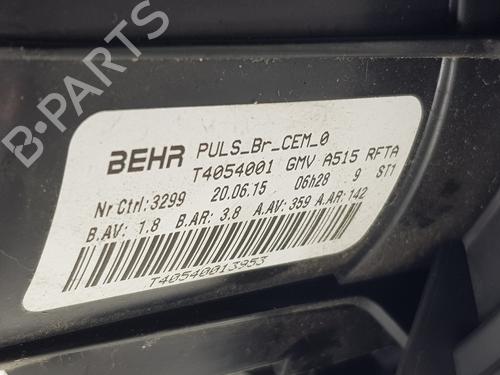 BEHR PULS_Br_CEM_0
T4054001 GMV A515 RFTA
Nr Ctrl:3299 20.06.15 06h28 9 ST1
B.AV: 1.8 B.AR: 3.8 A.AV: 359 A.AR: 142
T40540013953
B-PARTS